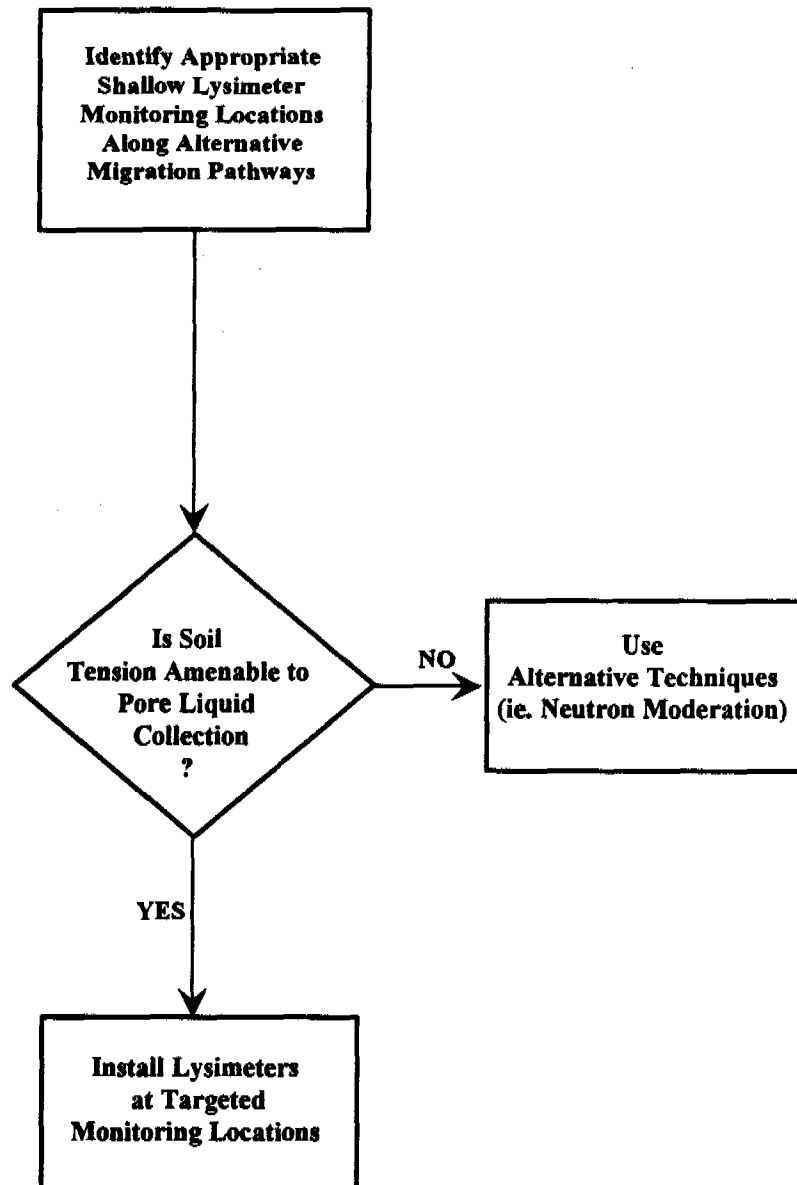 Identify Appropriate
Shallow Lysimeter
Monitoring Locations
Along Alternative
Migration Pathways
Is Soil
Tension Amenable to
Pore Liquid
Collection
?
NO
Use
Alternative Techniques
(ie. Neutron Moderation)
YES
Install Lysimeters
at Targeted
Monitoring Locations